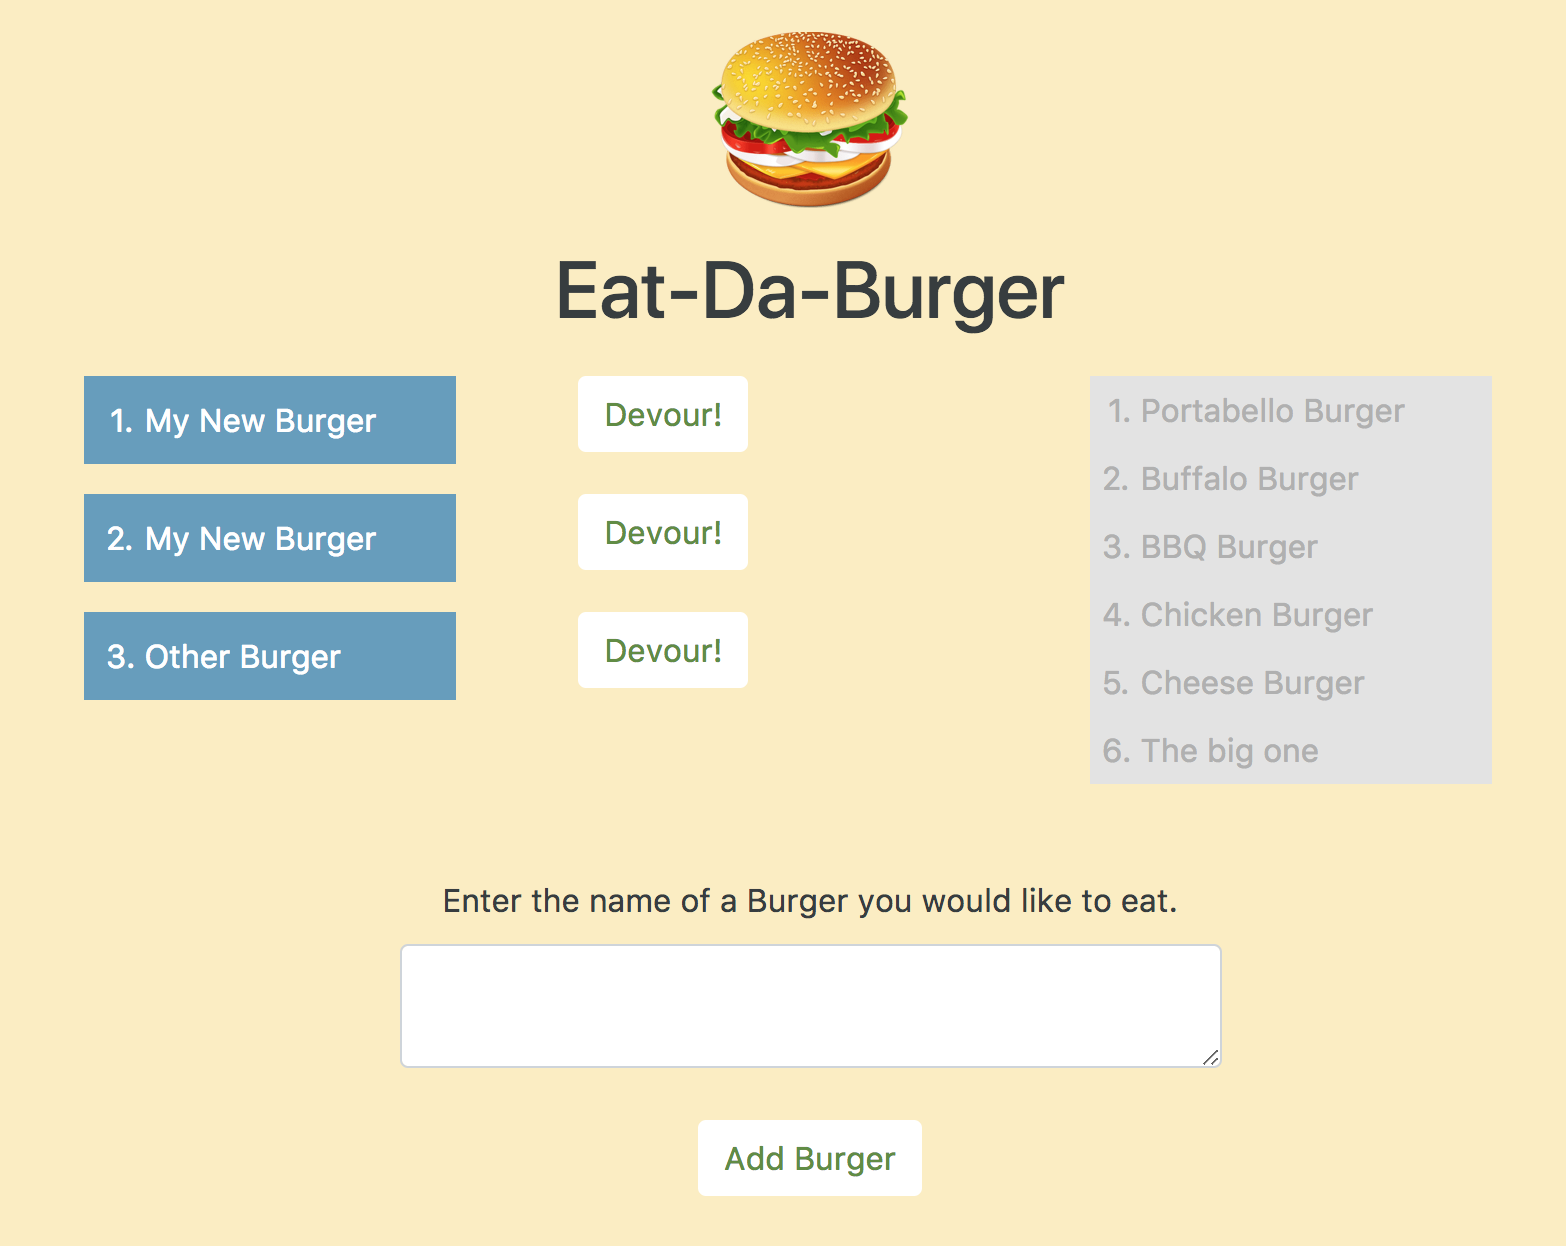 Eat-Da-Burger
1. My New Burger
Devour!
2. My New Burger
Devour!
3. Other Burger
Devour!
1. Portabello Burger
2. Buffalo Burger
3. BBQ Burger
4. Chicken Burger
5. Cheese Burger
6. The big one
Enter the name of a Burger you would like to eat.
Add Burger